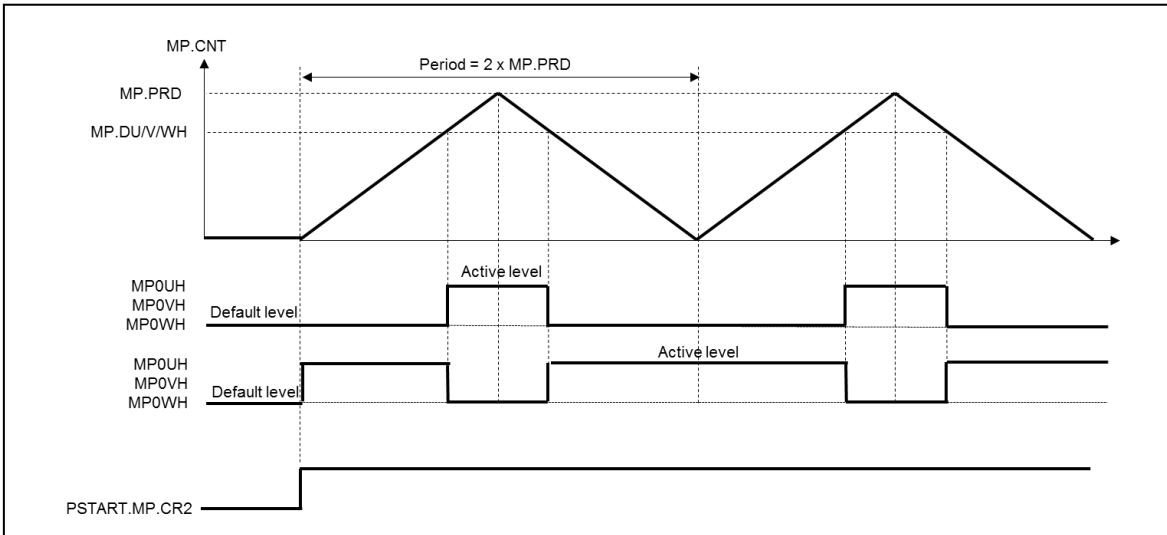 MP.CNT
Period = 2 x MP.PRD
MP.PRD
MP.DU/V/WH
Active level
MP0UH
MP0VH
MP0WH
Default level
Active level
MP0UH
MP0VH
MP0WH
Default level
PSTART.MP.CR2